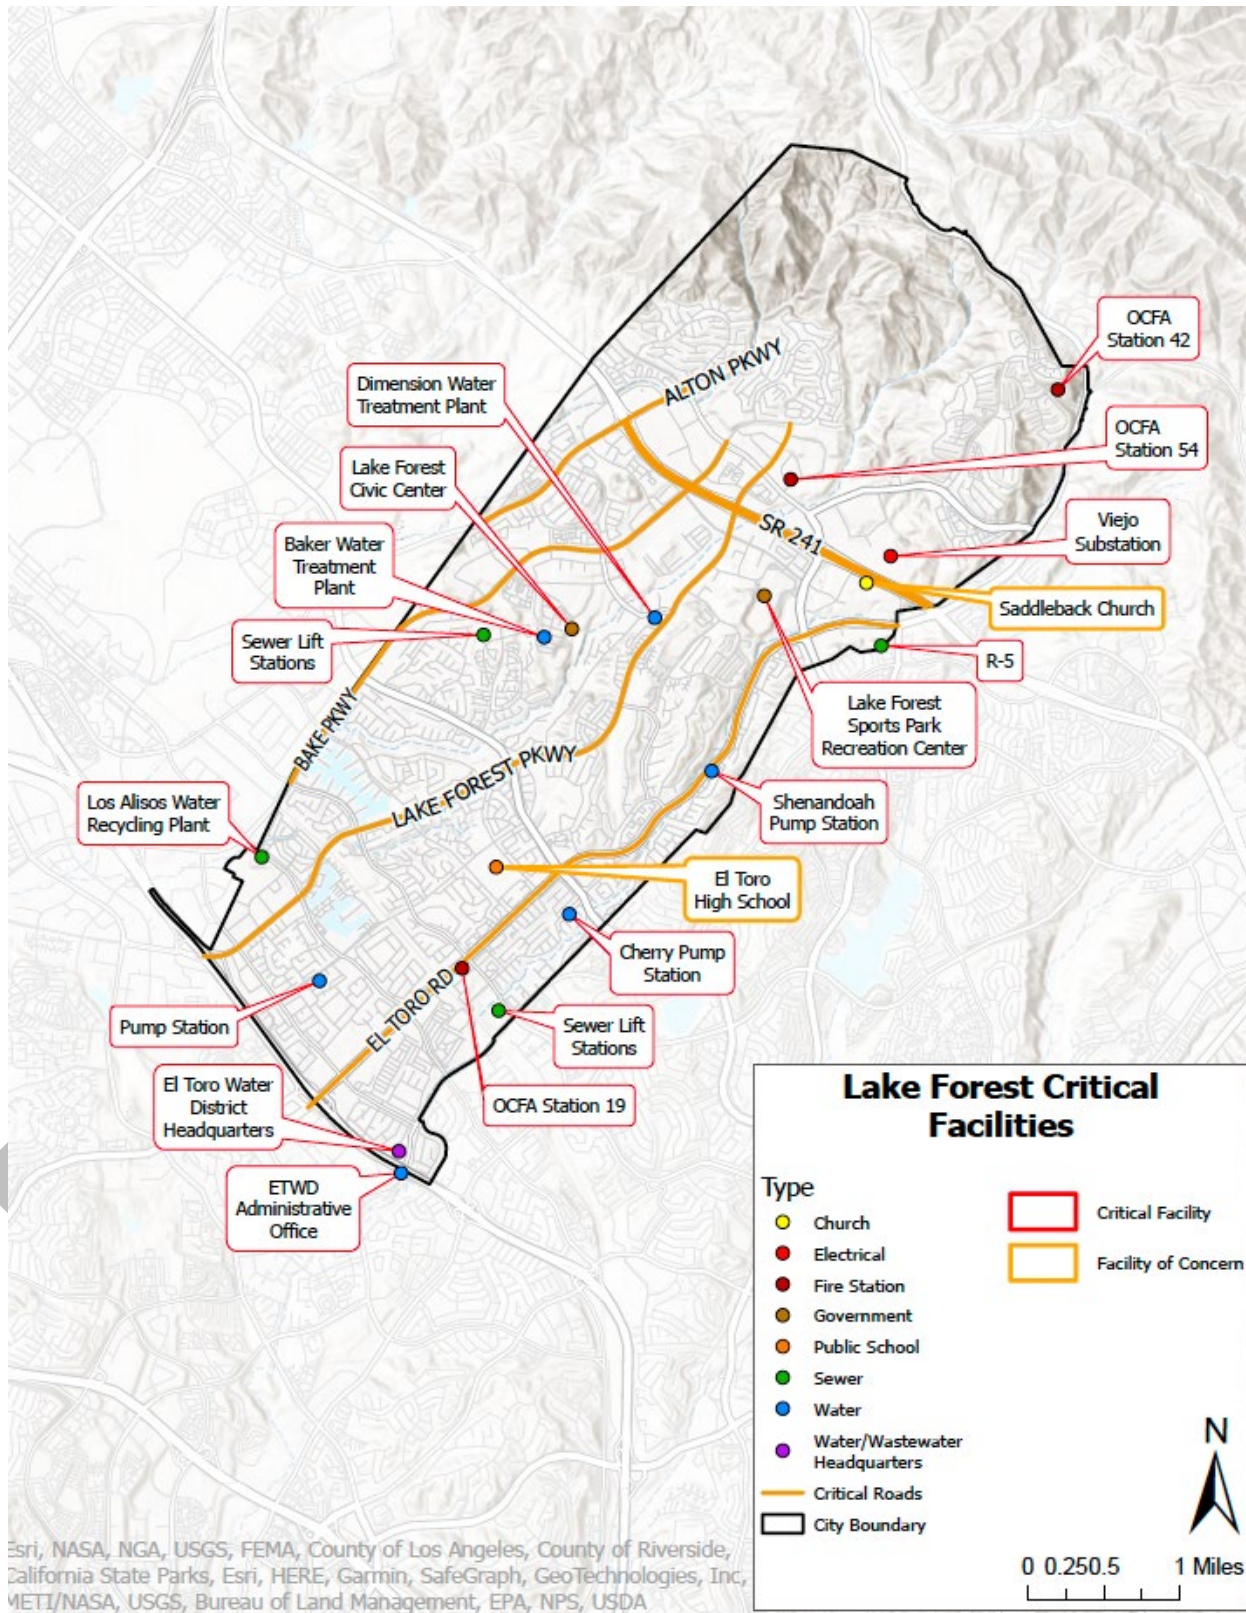 OCFA
Station 42
ALTON PKWY
Dimension Water
Treatment Plant
OCFA
Station 54
Lake Forest
Civic Center
SR 241
Viejo
Substation
Baker Water
Treatment
Plant
Saddleback Church
Sewer Lift
Stations
R-5
Lake Forest
Sports Park
Recreation Center
BAKE PKWY
LAKE FOREST PKWY
Los Alisos Water
Recycling Plant
Shenandoah
Pump Station
El Toro
High School
Cherry Pump
Station
EL TORO RD
Pump Station
Sewer Lift
Stations
El Toro Water
District
Headquarters
OCFA Station 19
ETWD
Administrative
Office
Lake Forest Critical
Facilities
Type
Church
Electrical
Fire Station
Government
Public School
Sewer
Water
Water/Wastewater
Headquarters
Critical Roads
City Boundary
Critical Facility
Facility of Concern
N
0 0.250.5 1 Miles
Esri, NASA, NGA, USGS, FEMA, County of Los Angeles, County of Riverside,
California State Parks, Esri, HERE, Garmin, SafeGraph, GeoTechnologies, Inc,
METI/NASA, USGS, Bureau of Land Management, EPA, NPS, USDA